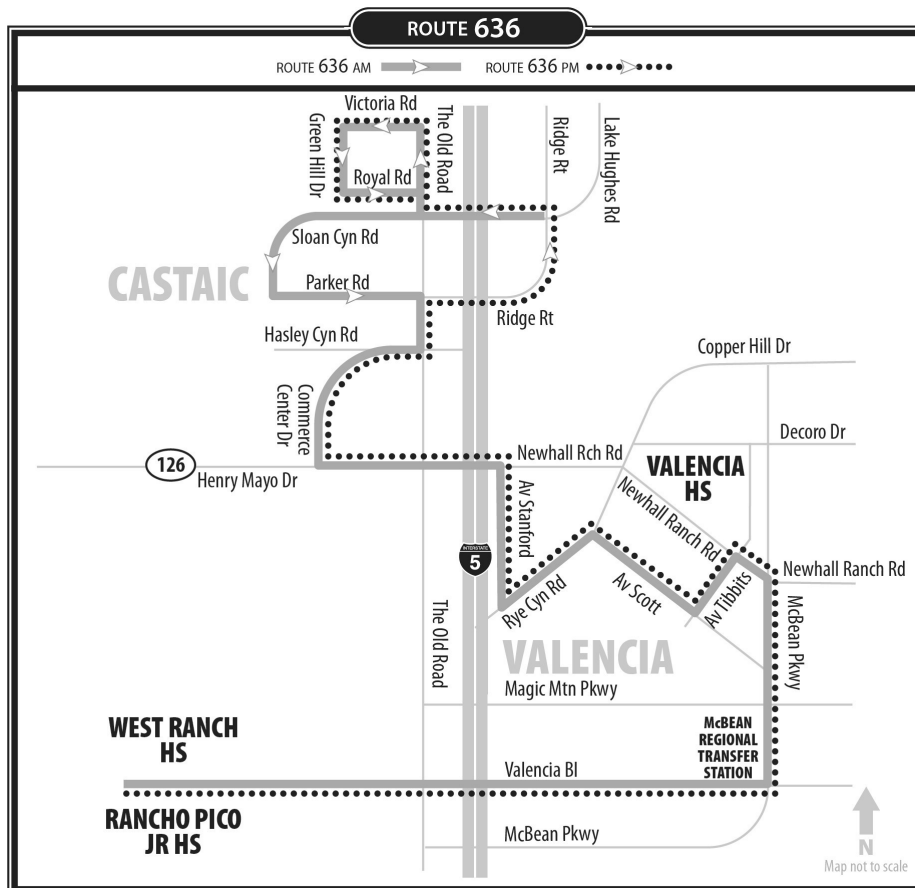 ROUTE 636
ROUTE 636 AM
ROUTE 636 PM
Victoria Rd
Green Hill Dr
The Old Road
Royal Rd
Ridge Rt
Lake Hughes Rd
Sloan Cyn Rd
CASTAIC
Parker Rd
Ridge Rt
Hasley Cyn Rd
Copper Hill Dr
Commerce
Center Dr
Decoro Dr
126
Henry Mayo Dr
Newhall Rch Rd
VALENCIA
HS
Newhall Ranch Rd
Av Stanford
INTERSTATE
5
Rye Cyn Rd
Av Scott
Av Tibbits
Newhall Ranch Rd
McBean Pkwy
The Old Road
VALENCIA
Magic Mtn Pkwy
WEST RANCH
HS
McBEAN
REGIONAL
TRANSFER
STATION
Valencia Bl
RANCHO PICO
JR HS
McBean Pkwy
N
Map not to scale